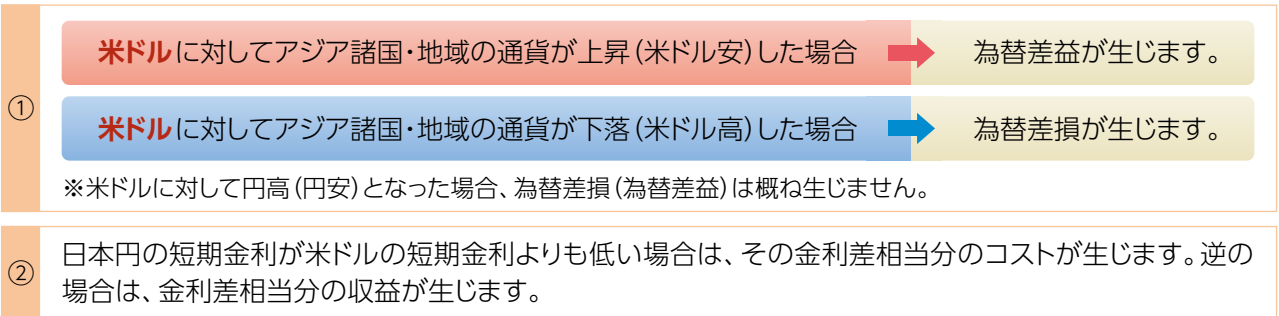 ①
米ドルに対してアジア諸国・地域の通貨が上昇(米ドル安)した場合 為替差益が生じます。
米ドルに対してアジア諸国・地域の通貨が下落(米ドル高)した場合 為替差損が生じます。
※米ドルに対して円高(円安)となった場合、為替差損(為替差益)は概ね生じません。
②
日本円の短期金利が米ドルの短期金利よりも低い場合は、その金利差相当分のコストが生じます。逆の
場合は、金利差相当分の収益が生じます。